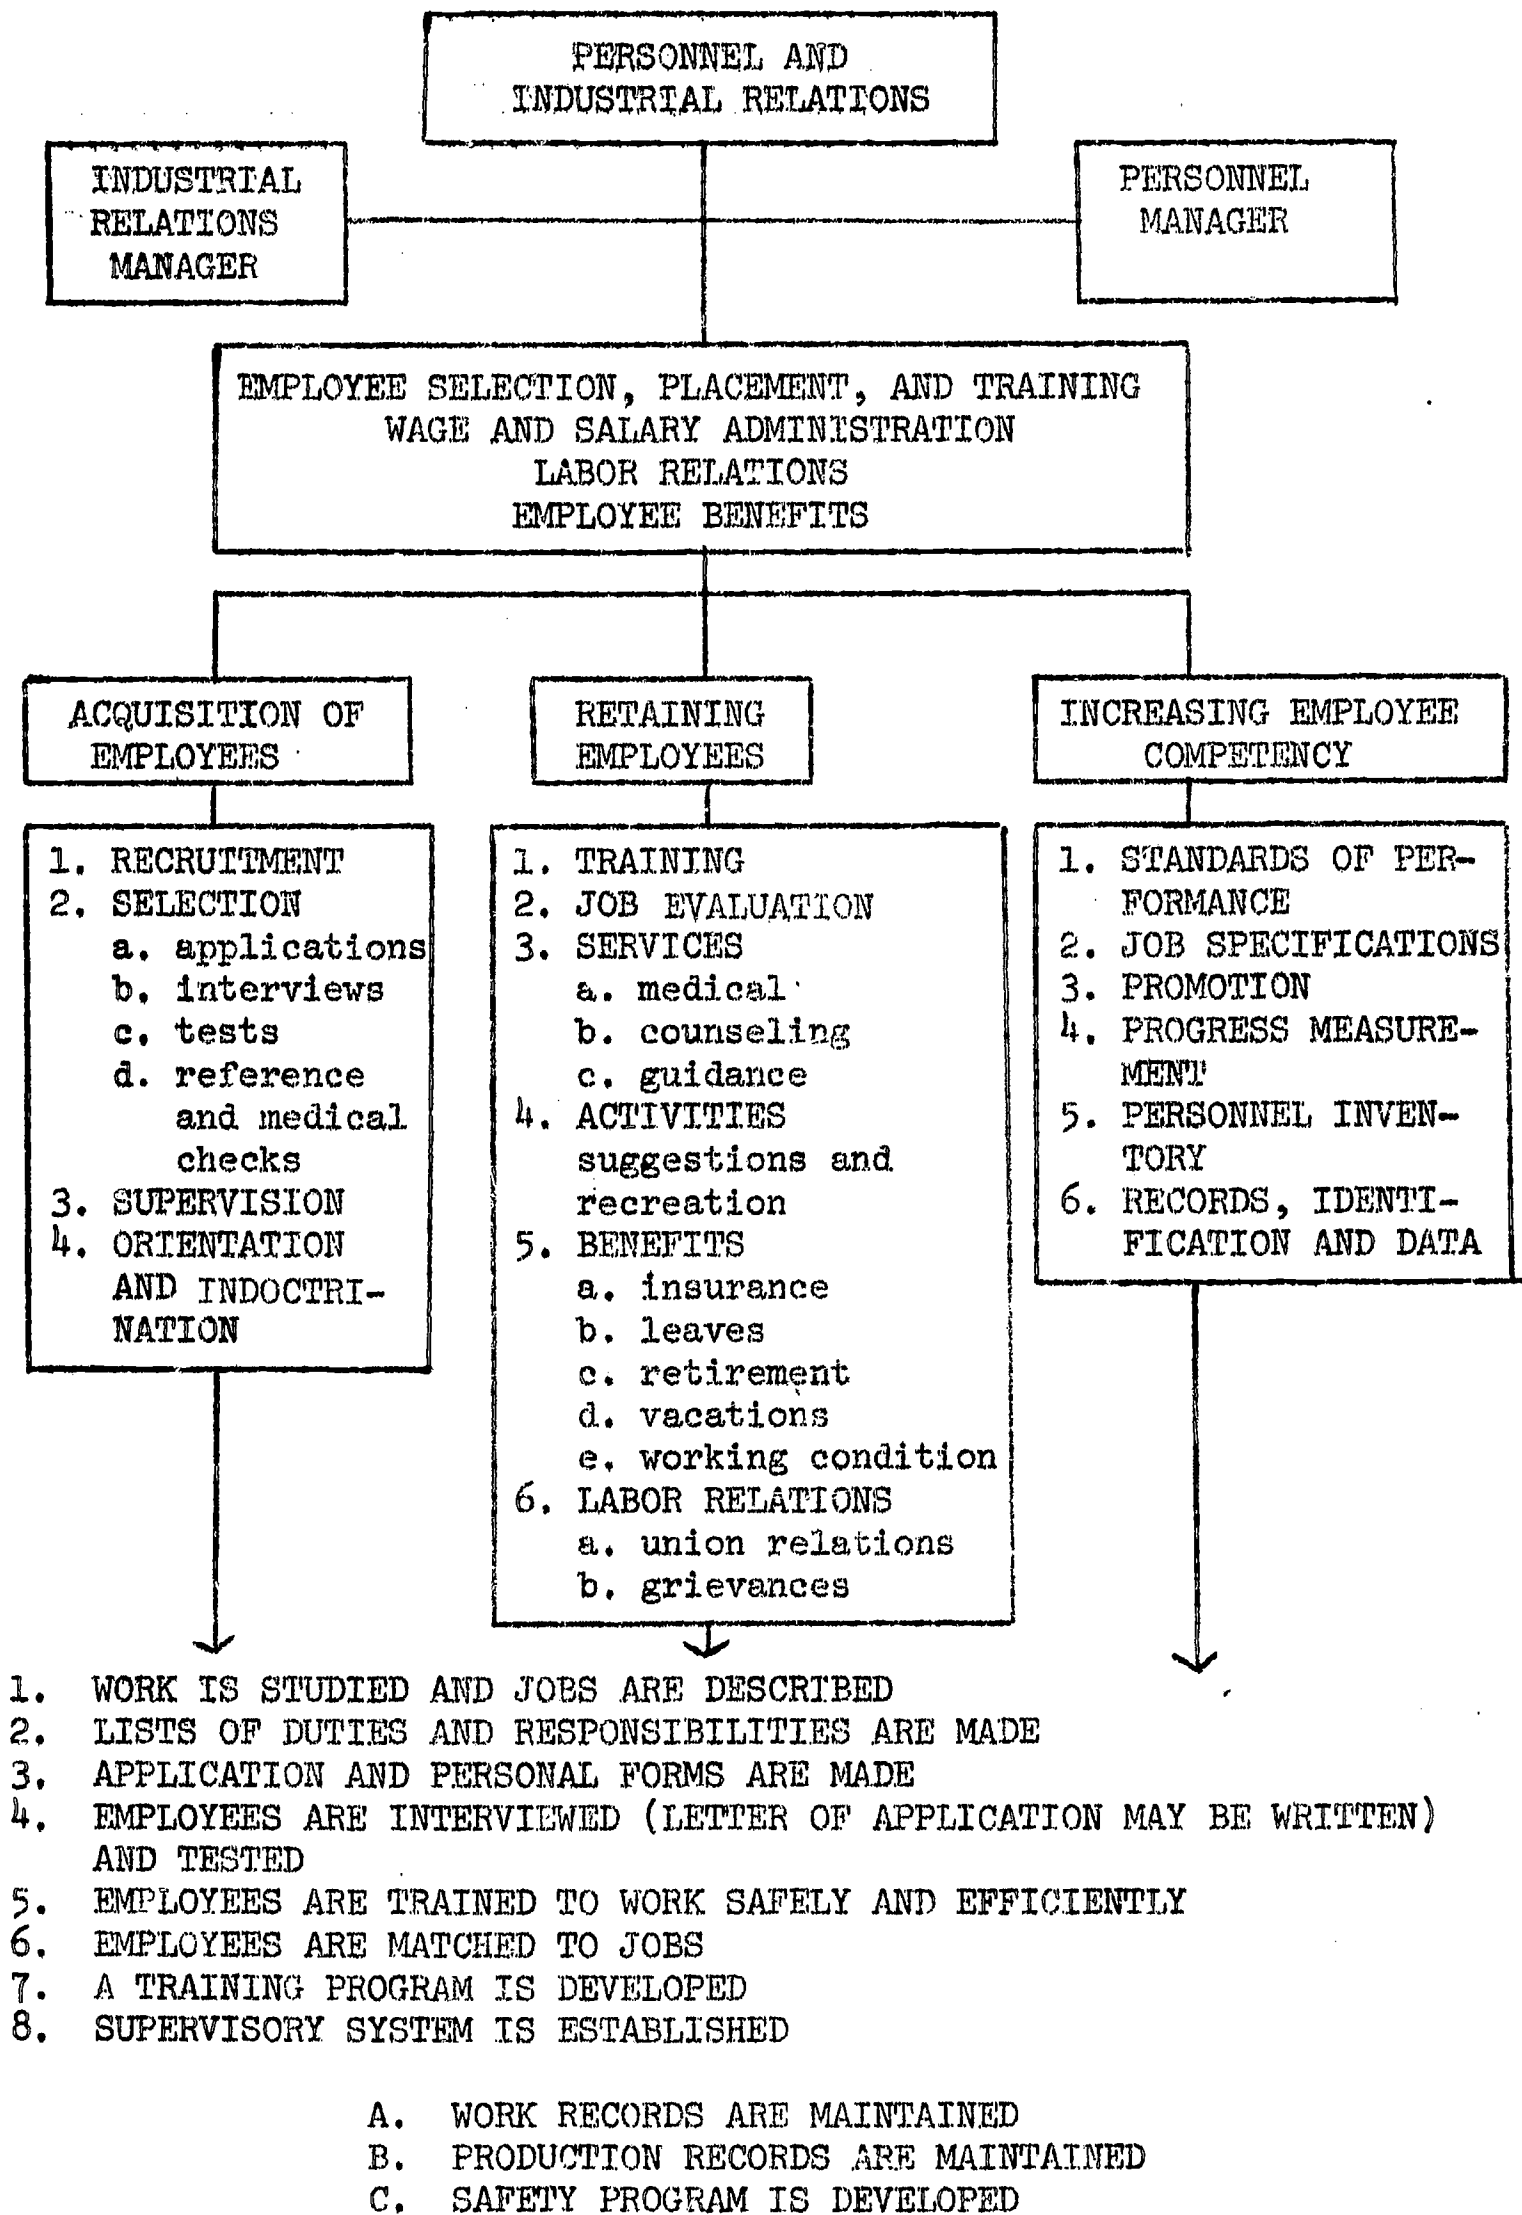 PERSONNEL AND
INDUSTRIAL RELATIONS
INDUSTRIAL
RELATIONS
MANAGER
PERSONNEL
MANAGER
EMPLOYEE SELECTION, PLACEMENT, AND TRAINING
WAGE AND SALARY ADMINISTRATION
LABOR RELATIONS
EMPLOYEE BENEFITS
ACQUISITION OF
EMPLOYEES
RETAINING
EMPLOYEES
INCREASING EMPLOYEE
COMPETENCY
1. RECRUITMENT
2. SELECTION
a. applications
b. interviews
c. tests
d. reference
and medical
checks
3. SUPERVISION
4. ORIENTATION
AND INDOCTRI-
NATION
1. TRAINING
2. JOB EVALUATION
3. SERVICES
a. medical
b. counseling
c. guidance
4. ACTIVITIES
suggestions and
recreation
5. BENEFITS
a. insurance
b. leaves
c. retirement
d. vacations
e. working condition
6. LABOR RELATIONS
a. union relations
b. grievances
1. STANDARDS OF PER-
FORMANCE
2. JOB SPECIFICATIONS
3. PROMOTION
4. PROGRESS MEASURE-
MENT
5. PERSONNEL INVEN-
TORY
6. RECORDS, IDENTI-
FICATION AND DATA
1. WORK IS STUDIED AND JOBS ARE DESCRIBED
2. LISTS OF DUTIES AND RESPONSIBILITIES ARE MADE
3. APPLICATION AND PERSONAL FORMS ARE MADE
4. EMPLOYEES ARE INTERVIEWED (LETTER OF APPLICATION MAY BE WRITTEN)
AND TESTED
5. EMPLOYEES ARE TRAINED TO WORK SAFELY AND EFFICIENTLY
6. EMPLOYEES ARE MATCHED TO JOBS
7. A TRAINING PROGRAM IS DEVELOPED
8. SUPERVISORY SYSTEM IS ESTABLISHED
A. WORK RECORDS ARE MAINTAINED
B. PRODUCTION RECORDS ARE MAINTAINED
C. SAFETY PROGRAM IS DEVELOPED